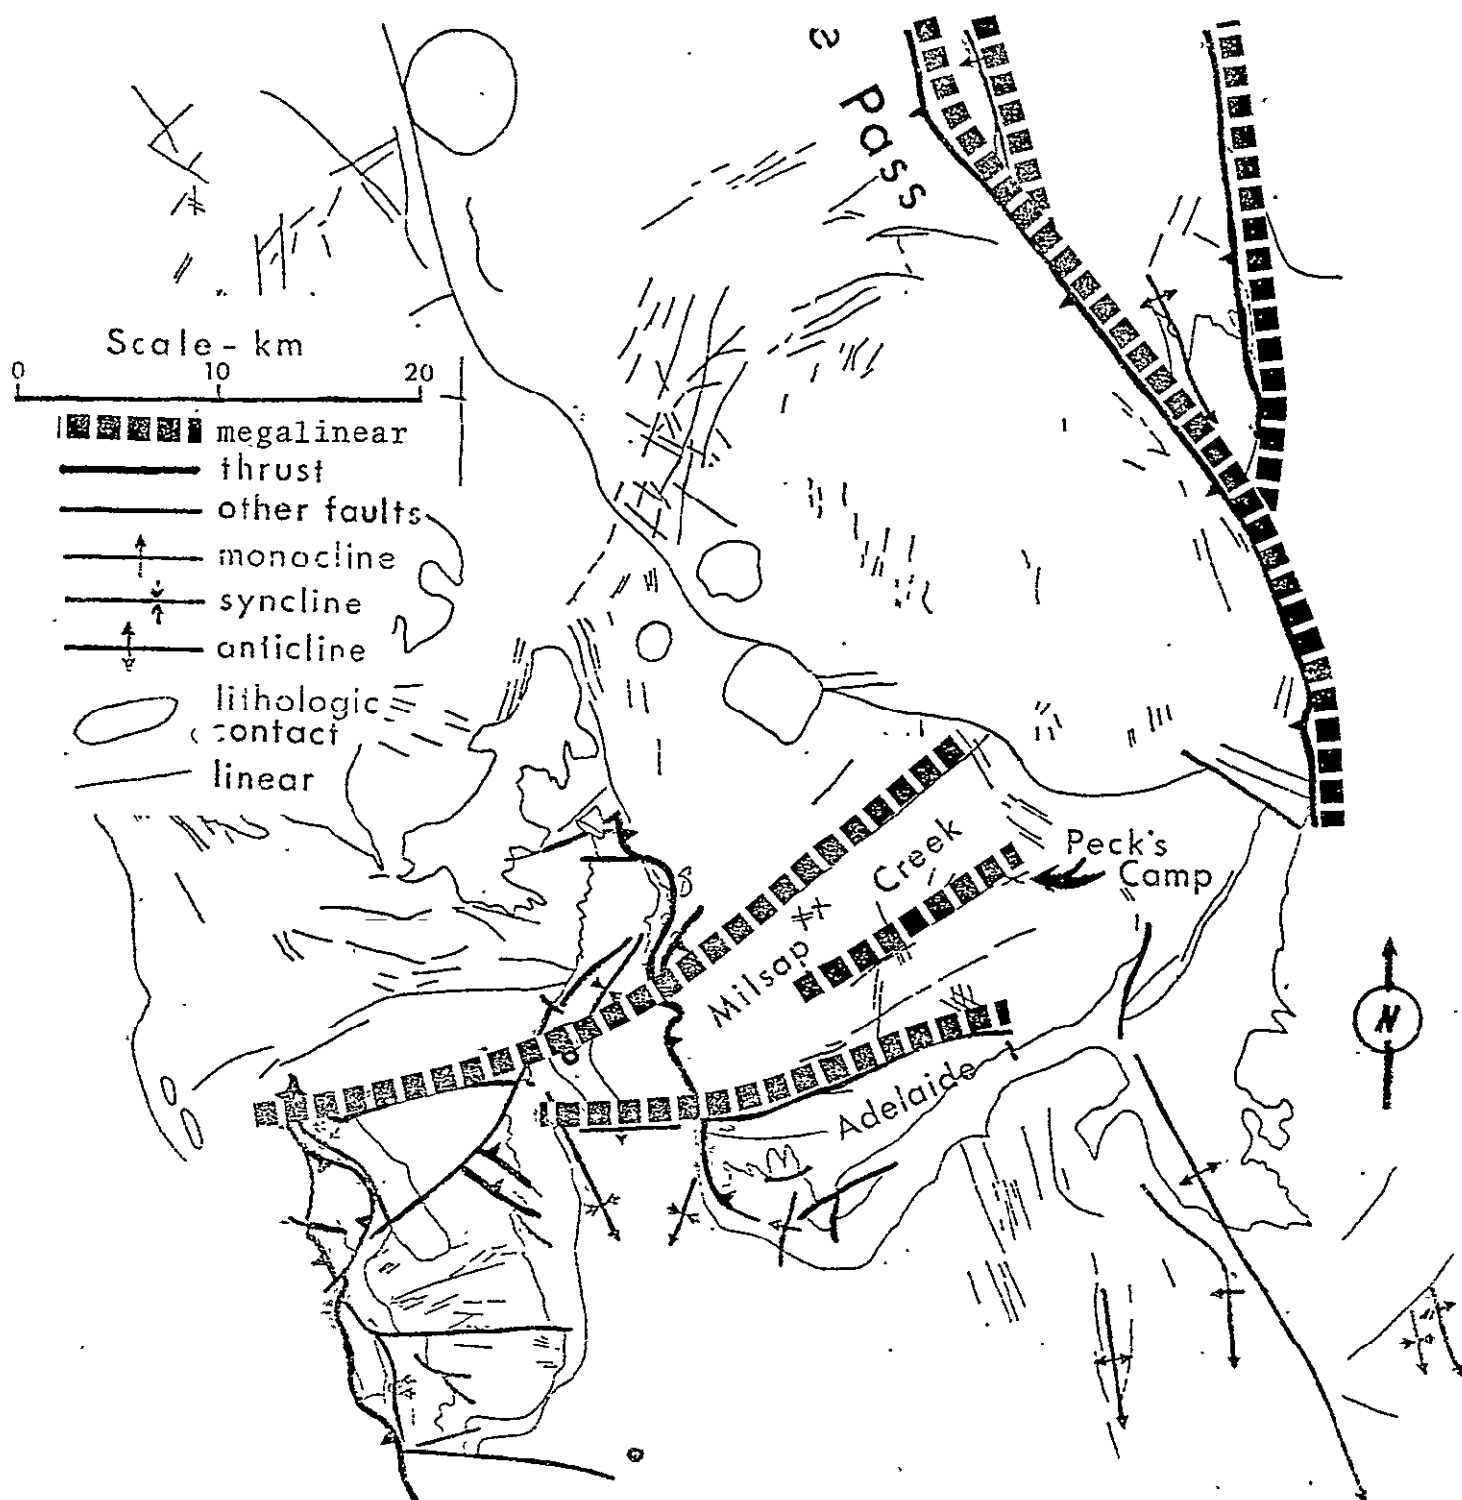 Pass
Scale - km
0 10 20
megalinear
thrust
other faults
monocline
syncline
anticline
lithologic
contact
linear
Creek
Peck's
Camp
Milsap
Adelaide
N